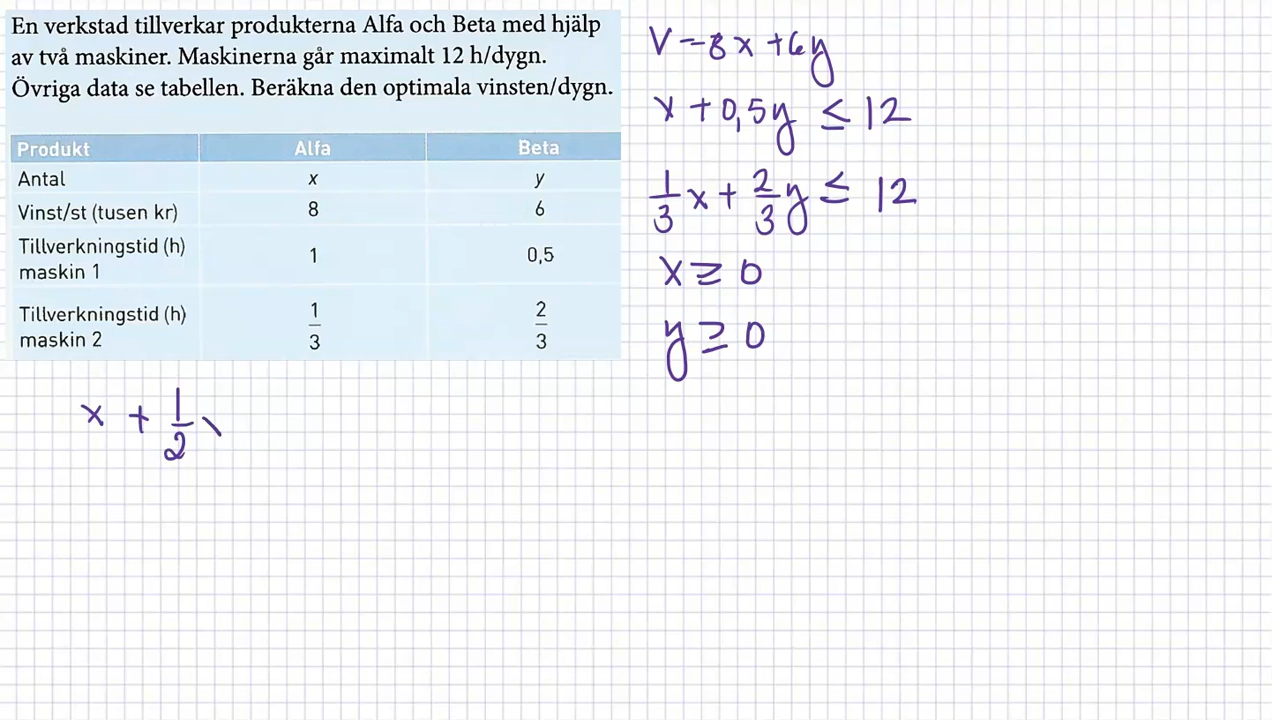 En verkstad tillverkar produkterna Alfa och Beta med hjälp
av två maskiner. Maskinerna går maximalt 12 h/dygn.
Övriga data se tabellen. Beräkna den optimala vinsten/dygn.
Produkt Alfa Beta
Antal x y
Vinst/st (tusen kr) 8 6
Tillverkningstid (h)
maskin 1 1 0,5
Tillverkningstid (h)
maskin 2 1/3 2/3
V = 8x + 6y
x + 0,5y ≤ 12
1/3 x + 2/3 y ≤ 12
x ≥ 0
y ≥ 0
x + 1/2